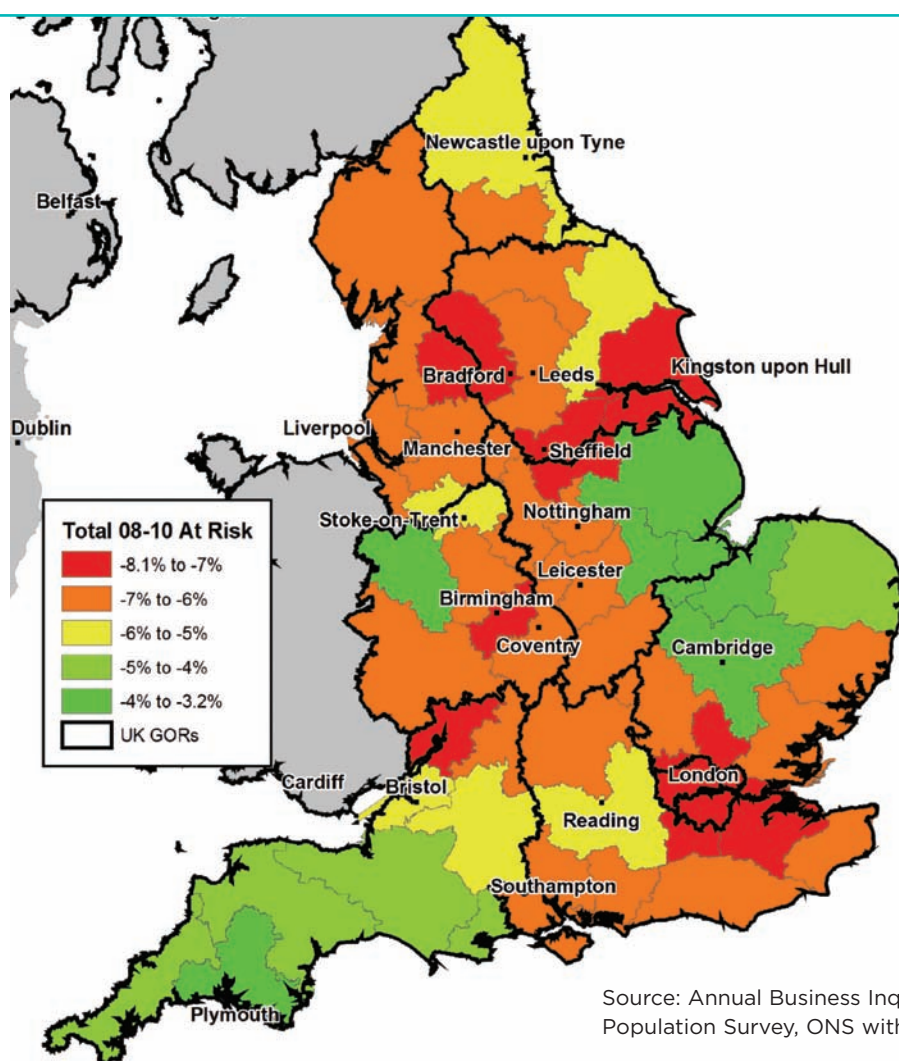 Newcastle upon Tyne
Belfast
Bradford
Leeds
Kingston upon Hull
Dublin
Liverpool
Manchester
Sheffield
Stoke-on-Trent
Nottingham
Leicester
Birmingham
Coventry
Cambridge
Total 08-10 At Risk
-8.1% to -7%
-7% to -6%
-6% to -5%
-5% to -4%
-4% to -3.2%
UK GORs
Cardiff
Bristol
London
Reading
Southampton
Plymouth
Source: Annual Business Inq
Population Survey, ONS with